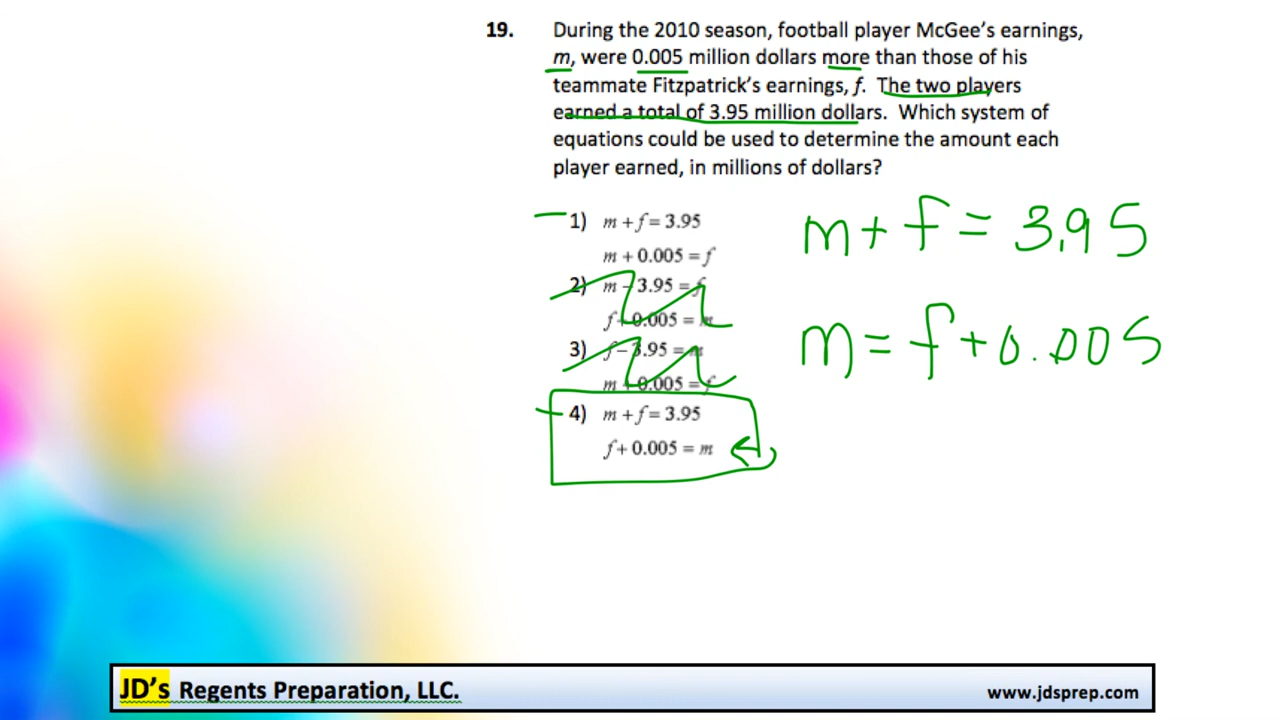 19. During the 2010 season, football player McGee's earnings,
m, were 0.005 million dollars more than those of his
teammate Fitzpatrick's earnings, f. The two players
earned a total of 3.95 million dollars. Which system of
equations could be used to determine the amount each
player earned, in millions of dollars?
1) m + f = 3.95
m + 0.005 = f
2) m – 3.95 = f
f + 0.005 = m
3) f – 3.95 = m
m + 0.005 = f
4) m + f = 3.95
f + 0.005 = m
m + f = 3.95
m = f + 0.005
JD's Regents Preparation, LLC.
www.jdsprep.com